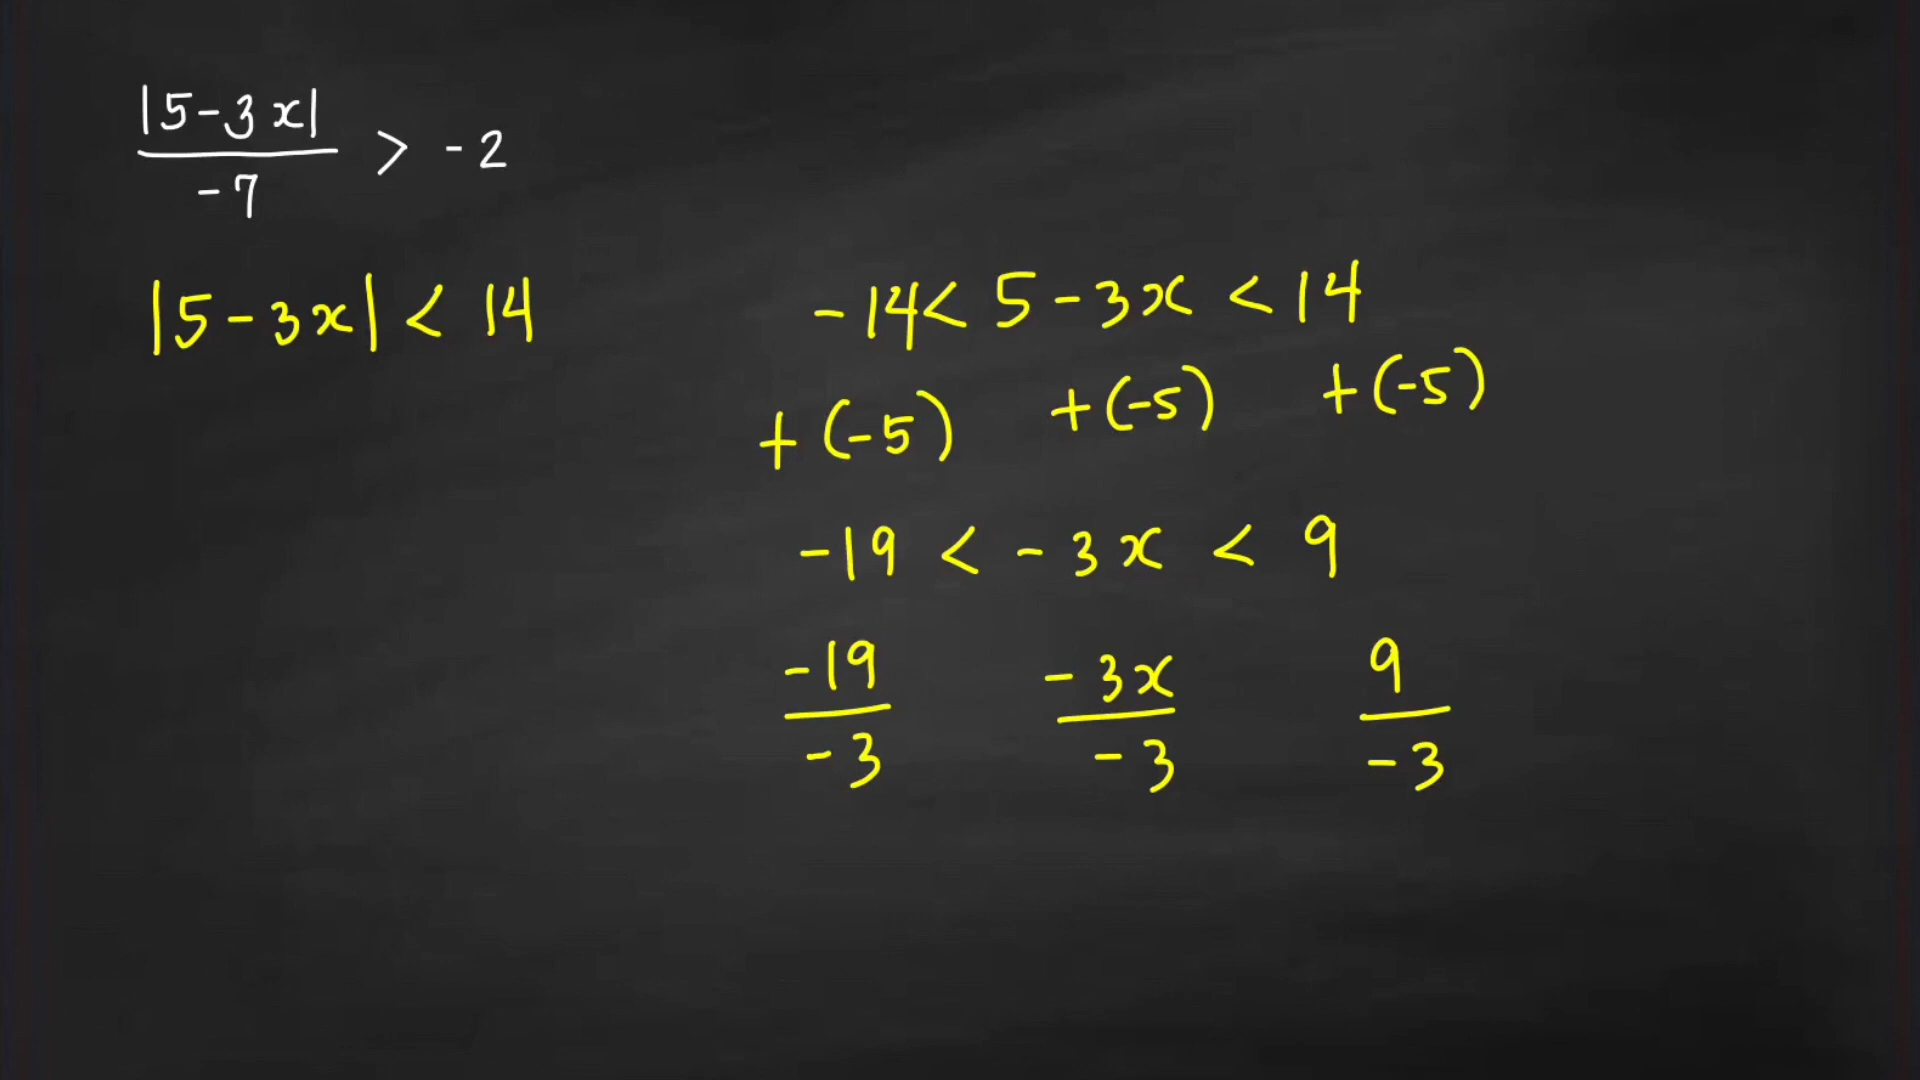 |5-3x|
-7
> -2
|5-3x| < 14
-14< 5-3x < 14
+(-5) +(-5) +(-5)
-19 < -3x < 9
-19 -3x 9
-3 -3 -3